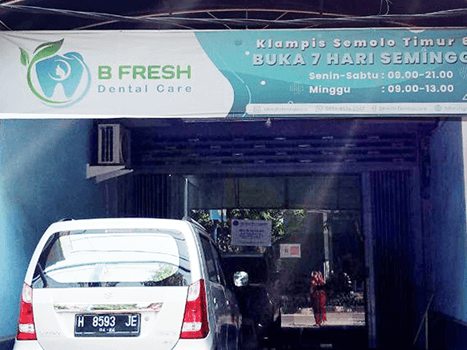 B FRESH
Dental Care
Klampis Semolo Timur
BUKA 7 HARI SEMINGG
Senin-Sabtu : 08.00-21.00
Minggu : 09.00-13.00
H 8593 JE